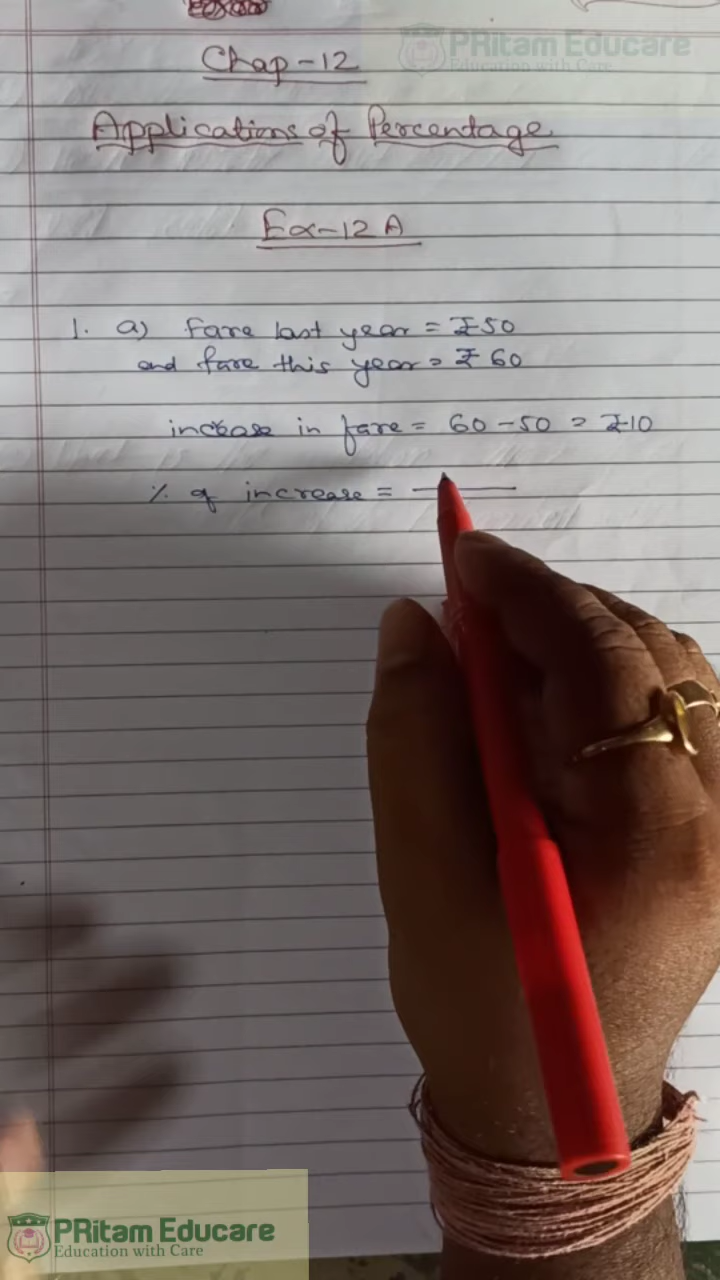 PRitam Educare
Education with Care
Chap-12
Applications of Percentage
Ex-12 A
1. a) Fare last year = ₹50
and fare this year = ₹60
increase in fare = 60 - 50 = ₹10
% of increase =
PRitam Educare
Education with Care